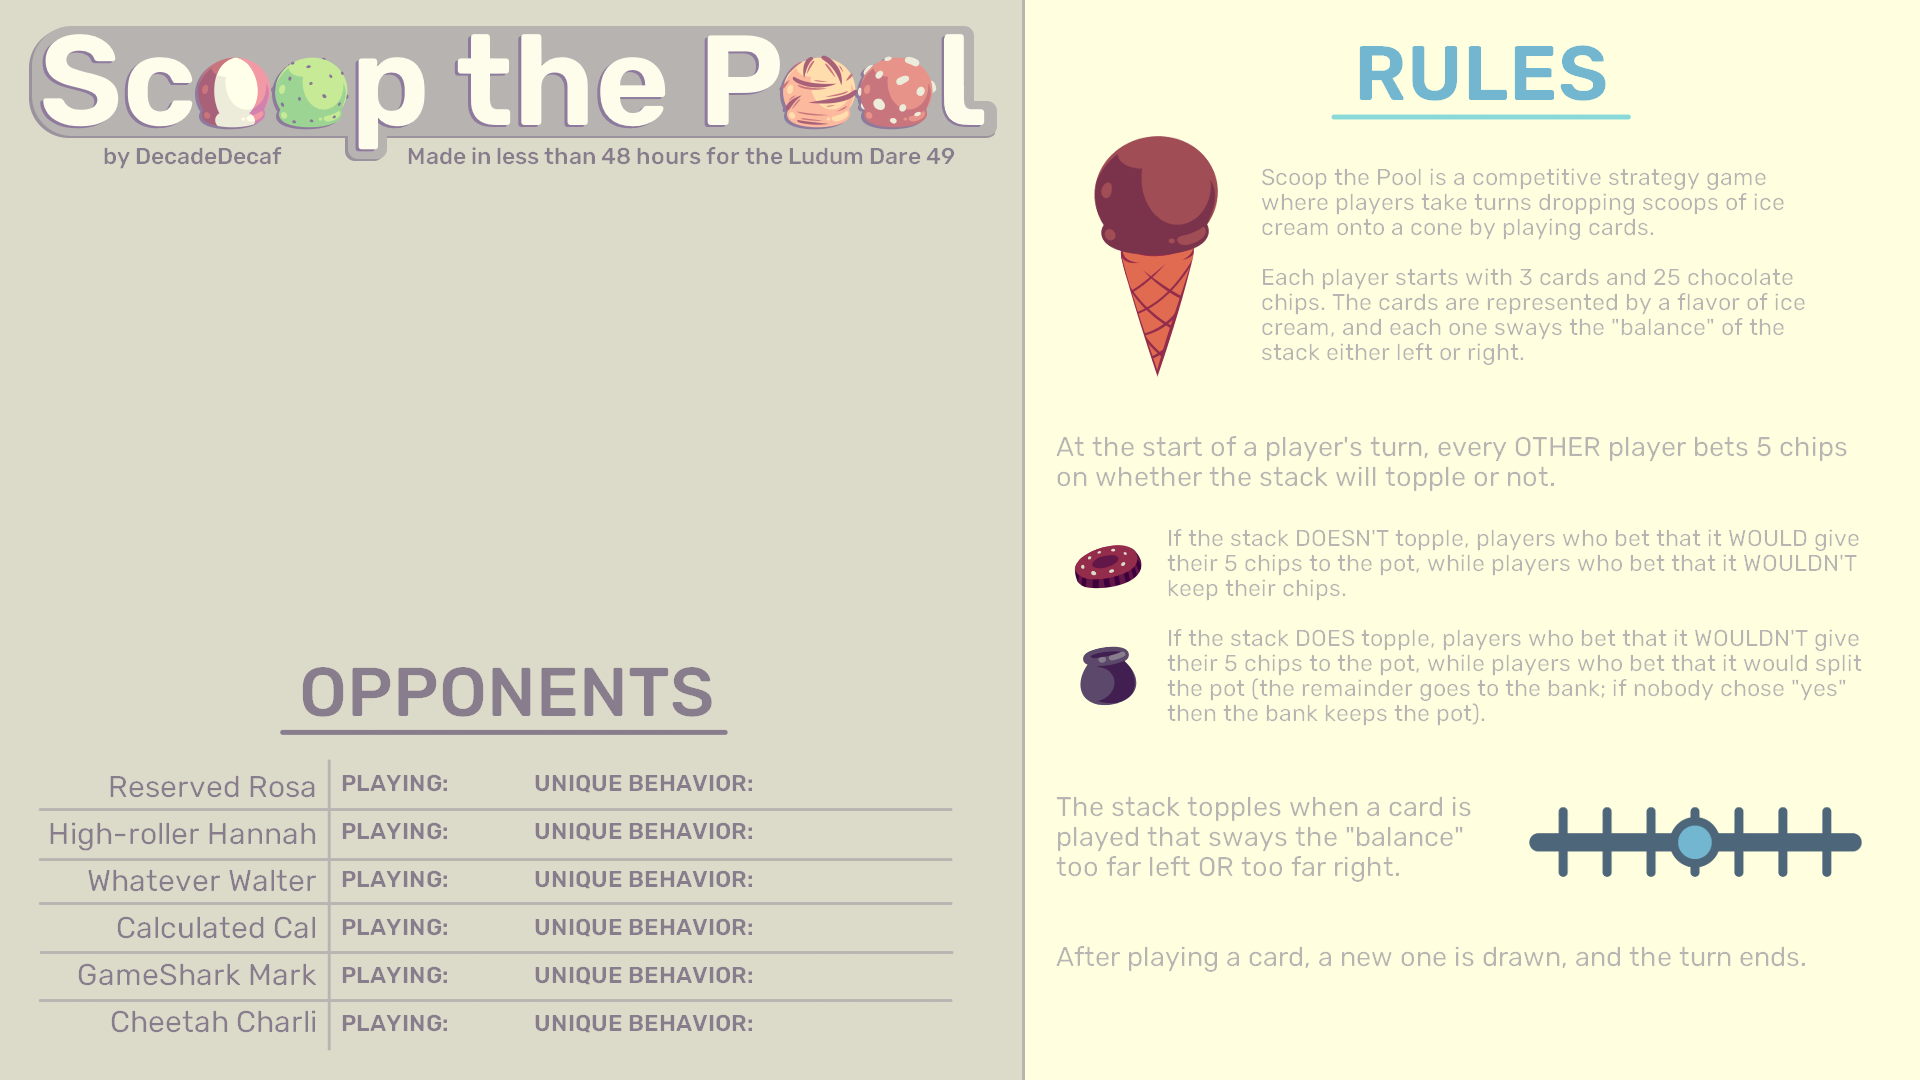 Scoop the Pool
by DecadeDecaf
Made in less than 48 hours for the Ludum Dare 49
OPPONENTS
Reserved Rosa PLAYING: UNIQUE BEHAVIOR:
High-roller Hannah PLAYING: UNIQUE BEHAVIOR:
Whatever Walter PLAYING: UNIQUE BEHAVIOR:
Calculated Cal PLAYING: UNIQUE BEHAVIOR:
GameShark Mark PLAYING: UNIQUE BEHAVIOR:
Cheetah Charli PLAYING: UNIQUE BEHAVIOR:
RULES
Scoop the Pool is a competitive strategy game
where players take turns dropping scoops of ice
cream onto a cone by playing cards.
Each player starts with 3 cards and 25 chocolate
chips. The cards are represented by a flavor of ice
cream, and each one sways the "balance" of the
stack either left or right.
At the start of a player's turn, every OTHER player bets 5 chips
on whether the stack will topple or not.
If the stack DOESN'T topple, players who bet that it WOULD give
their 5 chips to the pot, while players who bet that it WOULDN'T
keep their chips.
If the stack DOES topple, players who bet that it WOULDN'T give
their 5 chips to the pot, while players who bet that it would split
the pot (the remainder goes to the bank; if nobody chose "yes"
then the bank keeps the pot).
The stack topples when a card is
played that sways the "balance"
too far left OR too far right.
After playing a card, a new one is drawn, and the turn ends.